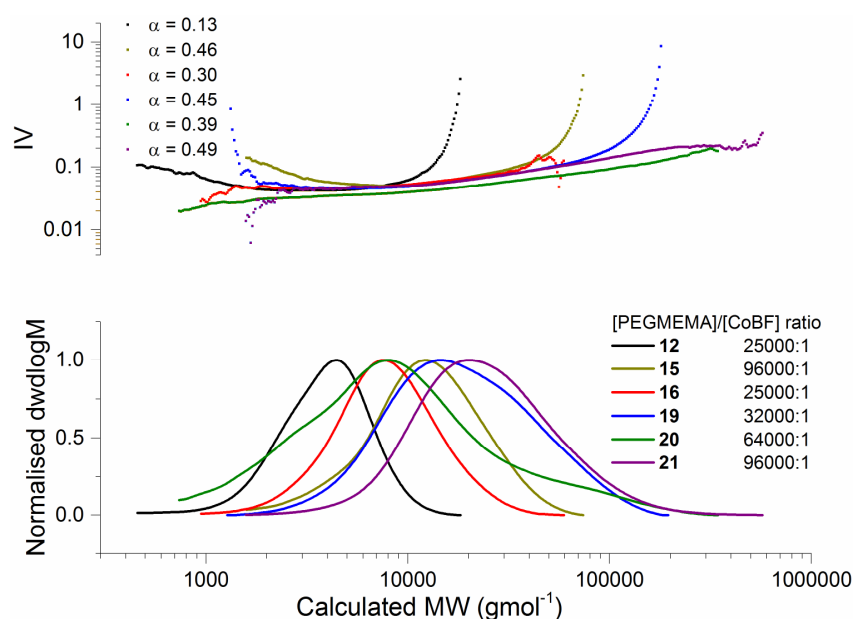 10
1
0.1
0.01
IV
α = 0.13
α = 0.46
α = 0.30
α = 0.45
α = 0.39
α = 0.49
[PEGMEMA]/[CoBF] ratio
12 25000:1
15 96000:1
16 25000:1
19 32000:1
20 64000:1
21 96000:1
1.0
0.5
0.0
Normalised dwdlogM
1000 10000 100000 1000000
Calculated MW (gmol⁻¹)